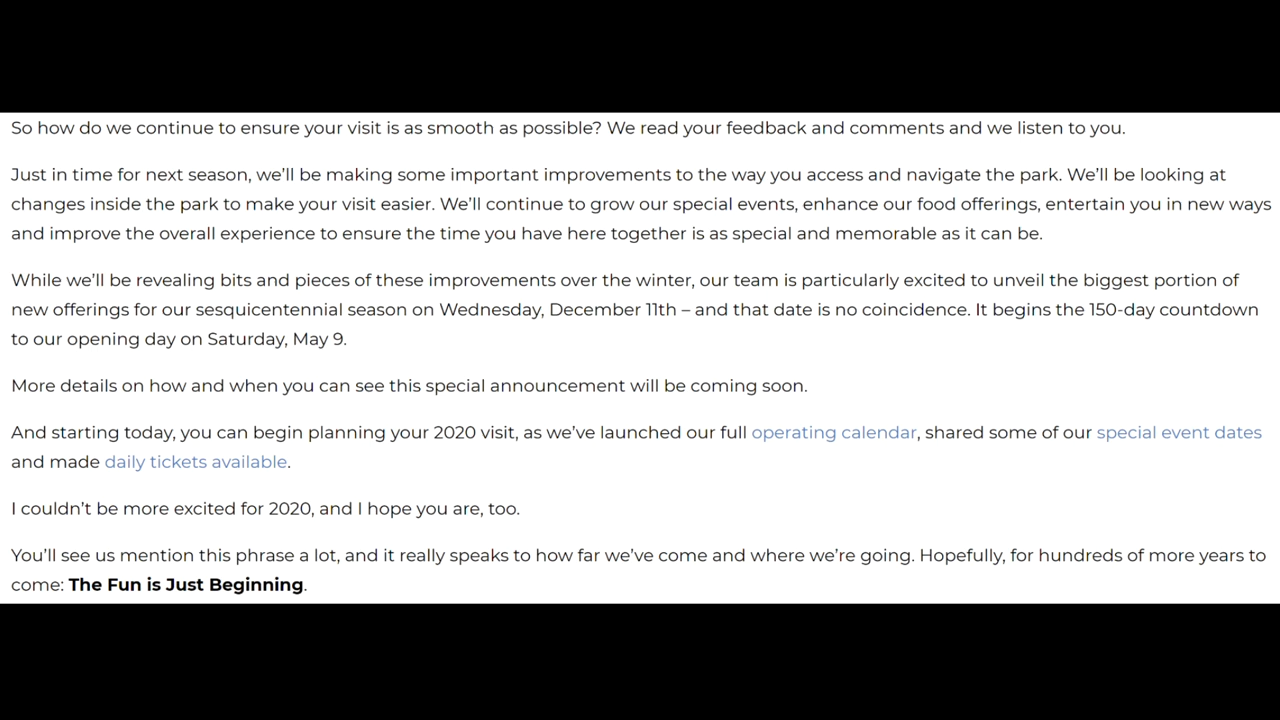 So how do we continue to ensure your visit is as smooth as possible? We read your feedback and comments and we listen to you.
Just in time for next season, we’ll be making some important improvements to the way you access and navigate the park. We’ll be looking at
changes inside the park to make your visit easier. We’ll continue to grow our special events, enhance our food offerings, entertain you in new ways
and improve the overall experience to ensure the time you have here together is as special and memorable as it can be.
While we’ll be revealing bits and pieces of these improvements over the winter, our team is particularly excited to unveil the biggest portion of
new offerings for our sesquicentennial season on Wednesday, December 11th – and that date is no coincidence. It begins the 150-day countdown
to our opening day on Saturday, May 9.
More details on how and when you can see this special announcement will be coming soon.
And starting today, you can begin planning your 2020 visit, as we’ve launched our full operating calendar, shared some of our special event dates
and made daily tickets available.
I couldn’t be more excited for 2020, and I hope you are, too.
You’ll see us mention this phrase a lot, and it really speaks to how far we’ve come and where we’re going. Hopefully, for hundreds of more years to
come: The Fun is Just Beginning.